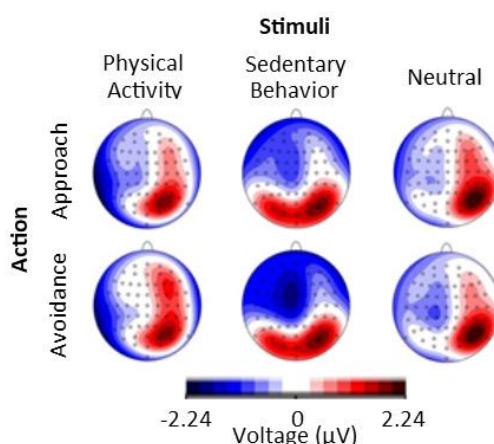 Stimuli
Physical
Activity
Sedentary
Behavior
Neutral
Action
Approach
Avoidance
-2.24
0
2.24
Voltage (μV)